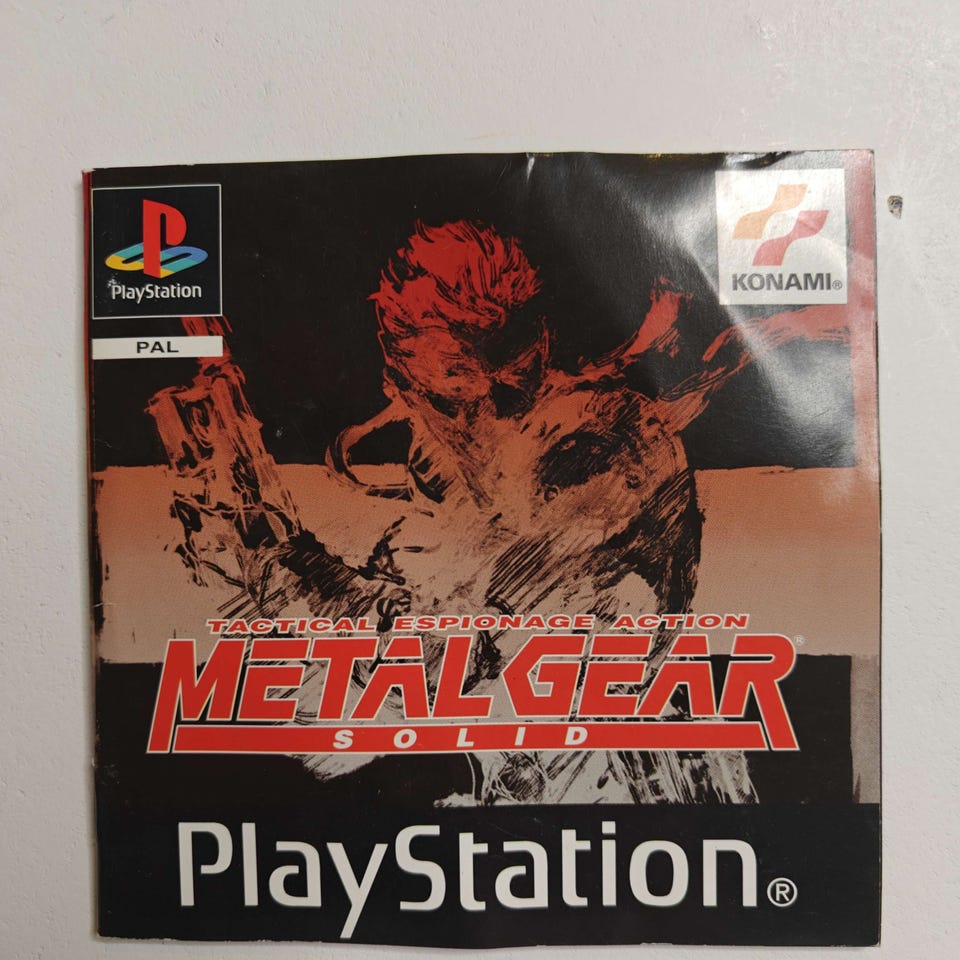 PlayStation
PAL
KONAMI®
TACTICAL ESPIONAGE ACTION
METAL GEAR®
SOLID
PlayStation®